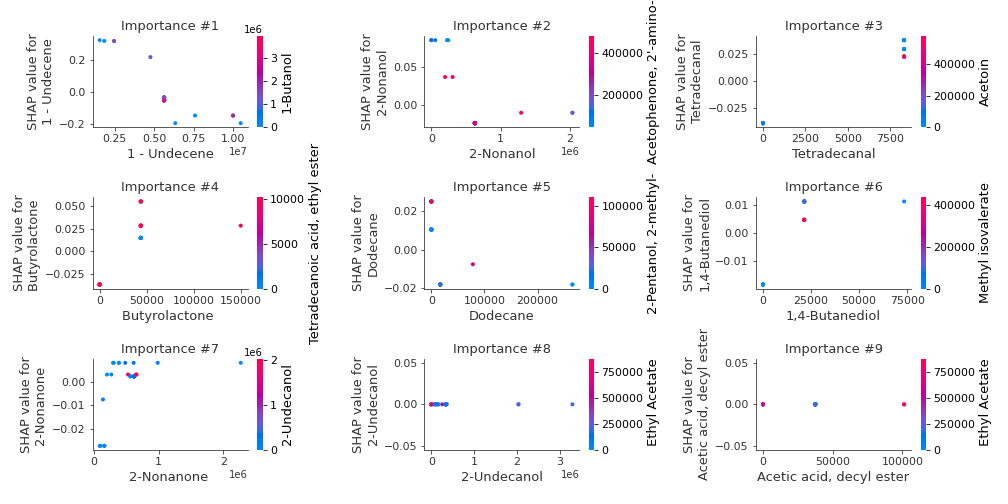 Importance #1
SHAP value for
1 - Undecene
0.2
0.0
−0.2
0.25
0.50
0.75
1.00
1e7
1 - Undecene
1e6
3
2
1
0
1-Butanol
Importance #2
SHAP value for
2-Nonanol
0.05
0.00
0
1
2
1e6
2-Nonanol
400000
200000
Acetophenone, 2'-amino-
Importance #3
SHAP value for
Tetradecanal
0.025
0.000
−0.025
0
2500
5000
7500
Tetradecanal
400000
200000
0
Acetoin
Importance #4
SHAP value for
Butyrolactone
0.050
0.025
0.000
−0.025
0
50000
100000
150000
Butyrolactone
10000
5000
0
Tetradecanoic acid, ethyl ester
Importance #5
SHAP value for
Dodecane
0.02
0.00
−0.02
0
100000
200000
Dodecane
100000
50000
0
2-Pentanol, 2-methyl-
Importance #6
SHAP value for
1,4-Butanediol
0.01
0.00
−0.01
0
25000
50000
75000
1,4-Butanediol
400000
200000
0
Methyl isovalerate
Importance #7
SHAP value for
2-Nonanone
0.00
−0.01
−0.02
0
1
2
1e6
2-Nonanone
1e6
2
1
0
2-Undecanol
Importance #8
SHAP value for
2-Undecanol
0.05
0.00
−0.05
0
1
2
3
1e6
2-Undecanol
750000
500000
250000
0
Ethyl Acetate
Importance #9
SHAP value for
Acetic acid, decyl ester
0.05
0.00
−0.05
0
50000
100000
Acetic acid, decyl ester
750000
500000
250000
0
Ethyl Acetate